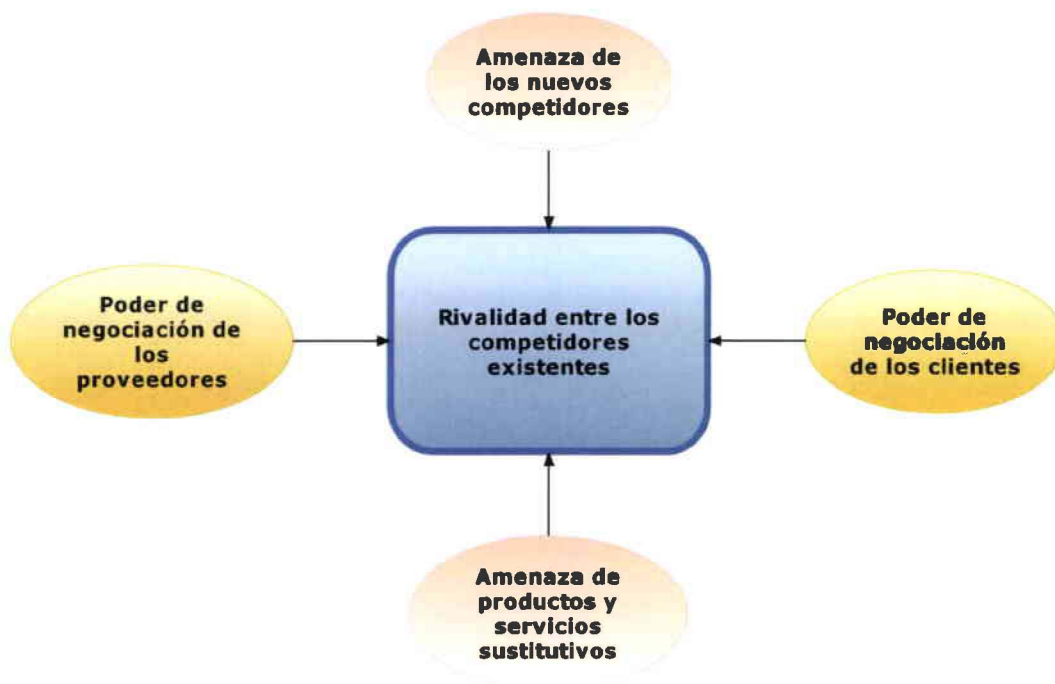 Amenaza de
los nuevos
competidores
Poder de
negociación de
los
proveedores
Rivalidad entre los
competidores
existentes
Poder de
negociación
de los clientes
Amenaza de
productos y
servicios
sustitutivos